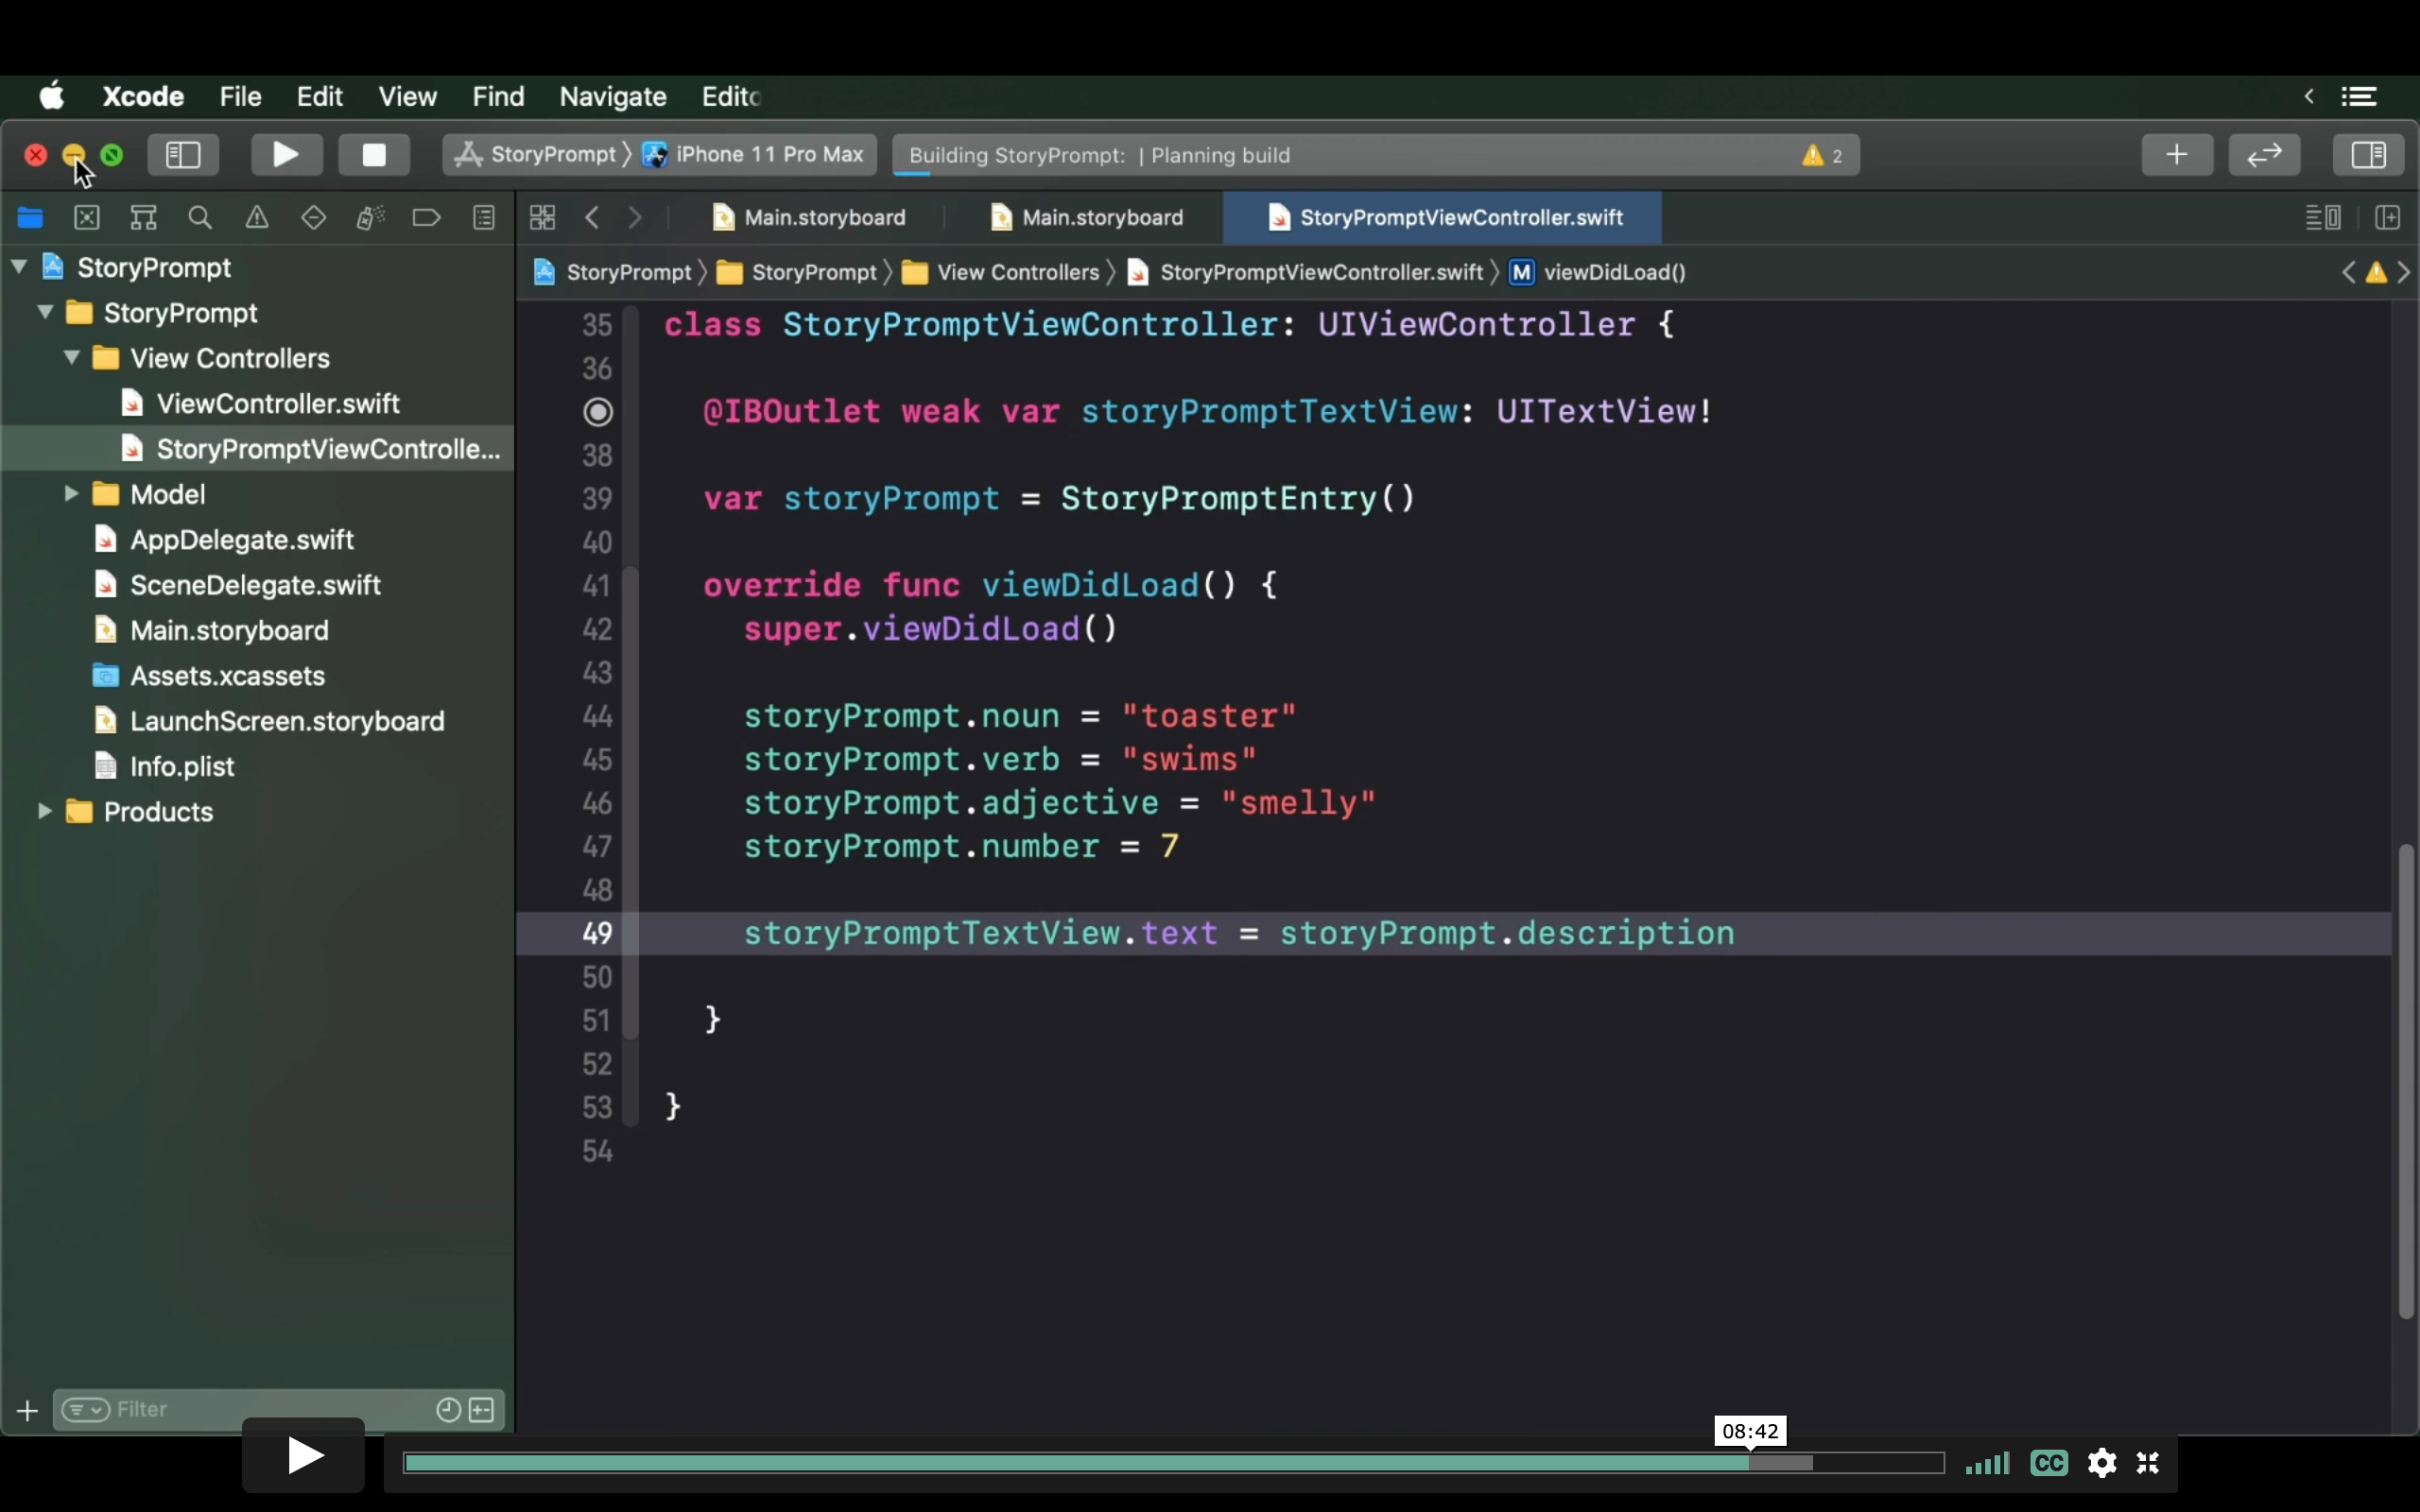 Xcode File Edit View Find Navigate Edito
StoryPrompt iPhone 11 Pro Max Building StoryPrompt: | Planning build 2
Main.storyboard Main.storyboard StoryPromptViewController.swift
StoryPrompt StoryPrompt View Controllers StoryPromptViewController.swift M viewDidLoad()
StoryPrompt
StoryPrompt
View Controllers
ViewController.swift
StoryPromptViewControlle...
Model
AppDelegate.swift
SceneDelegate.swift
Main.storyboard
Assets.xcassets
LaunchScreen.storyboard
Info.plist
Products
Filter
35 class StoryPromptViewController: UIViewController {
36
@IBOutlet weak var storyPromptTextView: UITextView!
38
39 var storyPrompt = StoryPromptEntry()
40
41 override func viewDidLoad() {
42 super.viewDidLoad()
43
44 storyPrompt.noun = "toaster"
45 storyPrompt.verb = "swims"
46 storyPrompt.adjective = "smelly"
47 storyPrompt.number = 7
48
49 storyPromptTextView.text = storyPrompt.description
50
51 }
52
53 }
54
08:42
CC